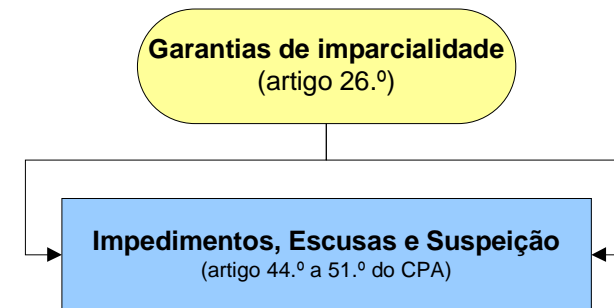 Garantias de imparcialidade
(artigo 26.º)
Impedimentos, Escusas e Suspeição
(artigo 44.º a 51.º do CPA)